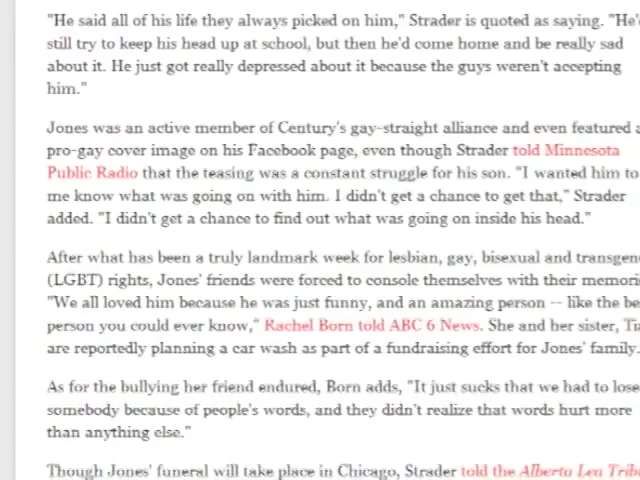 "He said all of his life they always picked on him," Strader is quoted as saying. "He'd
still try to keep his head up at school, but then he'd come home and be really sad
about it. He just got really depressed about it because the guys weren't accepting
him."
Jones was an active member of Century's gay-straight alliance and even featured a
pro-gay cover image on his Facebook page, even though Strader told Minnesota
Public Radio that the teasing was a constant struggle for his son. "I wanted him to
me know what was going on with him. I didn't get a chance to get that," Strader
added. "I didn't get a chance to find out what was going on inside his head."
After what has been a truly landmark week for lesbian, gay, bisexual and transgen
(LGBT) rights, Jones' friends were forced to console themselves with their memori
"We all loved him because he was just funny, and an amazing person -- like the be
person you could ever know," Rachel Born told ABC 6 News. She and her sister,
are reportedly planning a car wash as part of a fundraising effort for Jones' family.
As for the bullying her friend endured, Born adds, "It just sucks that we had to lose
somebody because of people's words, and they didn't realize that words hurt more
than anything else."
Though Jones' funeral will take place in Chicago, Strader told the Alberta Lea Trib